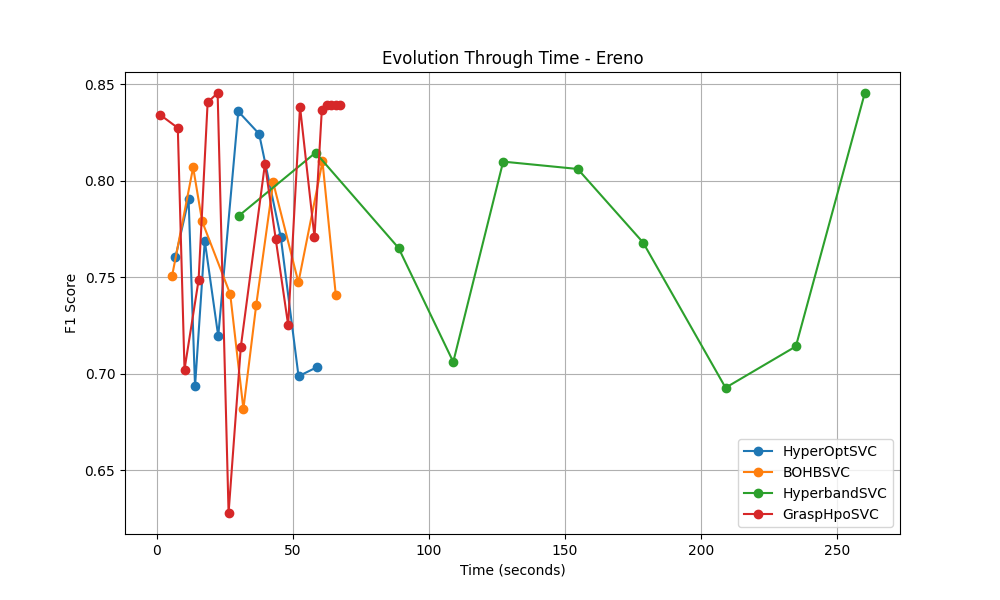 Evolution Through Time - Ereno
0.85
0.80
0.75
0.70
0.65
F1 Score
0
50
100
150
200
250
Time (seconds)
HyperOptSVC
BOHBSVC
HyperbandSVC
GraspHpoSVC